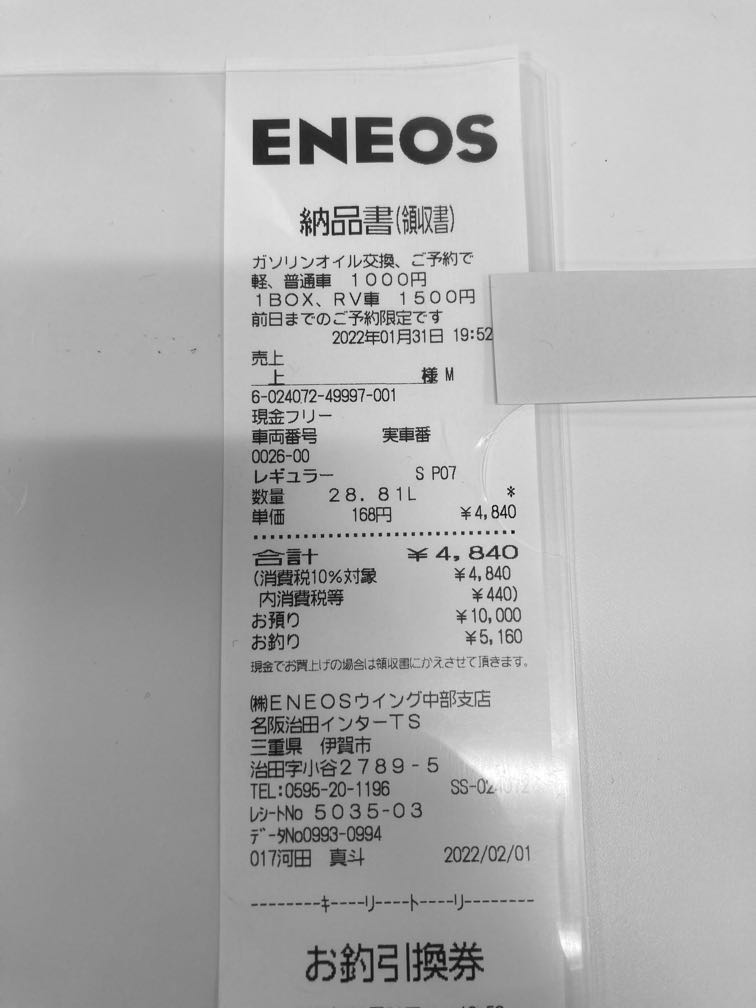 ENEOS
納品書(領収書)
ガソリンオイル交換、ご予約で
軽、普通車 1000円
1BOX、RV車 1500円
前日までのご予約限定です
2022年01月31日 19:52
売上
上 様 M
6-024072-49997-001
現金フリー
車両番号 実車番
0026-00
レギュラー S P07
数量 28.81L *
単価 168円 ¥4,840
合計 ¥4,840
(消費税10%対象 ¥4,840
内消費税等 ¥440)
お預り ¥10,000
お釣り ¥5,160
現金でお買上げの場合は領収書にかえさせて頂きます。
㈱ENEOSウイング中部支店
名阪治田インターTS
三重県 伊賀市
治田字小谷2789-5
TEL:0595-20-1196 SS-024072
レシートNo 5035-03
データNo0993-0994
017河田 真斗 2022/02/01
--------キ----リ----ト----リ--------
お釣引換券